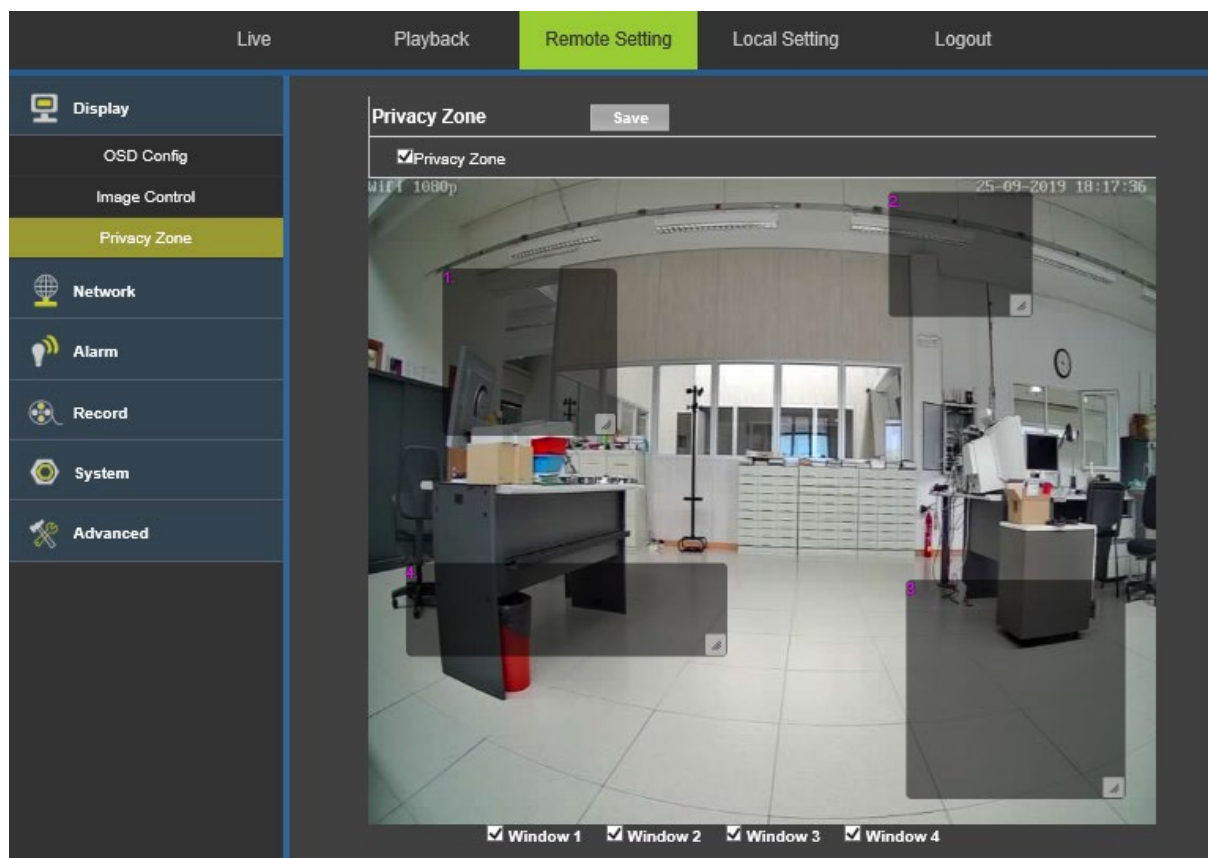 Live Playback Remote Setting Local Setting Logout
Display
OSD Config
Image Control
Privacy Zone
Network
Alarm
Record
System
Advanced
Privacy Zone Save
Privacy Zone
Wifi 1080p 25-09-2019 18:17:36
2
1
4
3
Window 1 Window 2 Window 3 Window 4